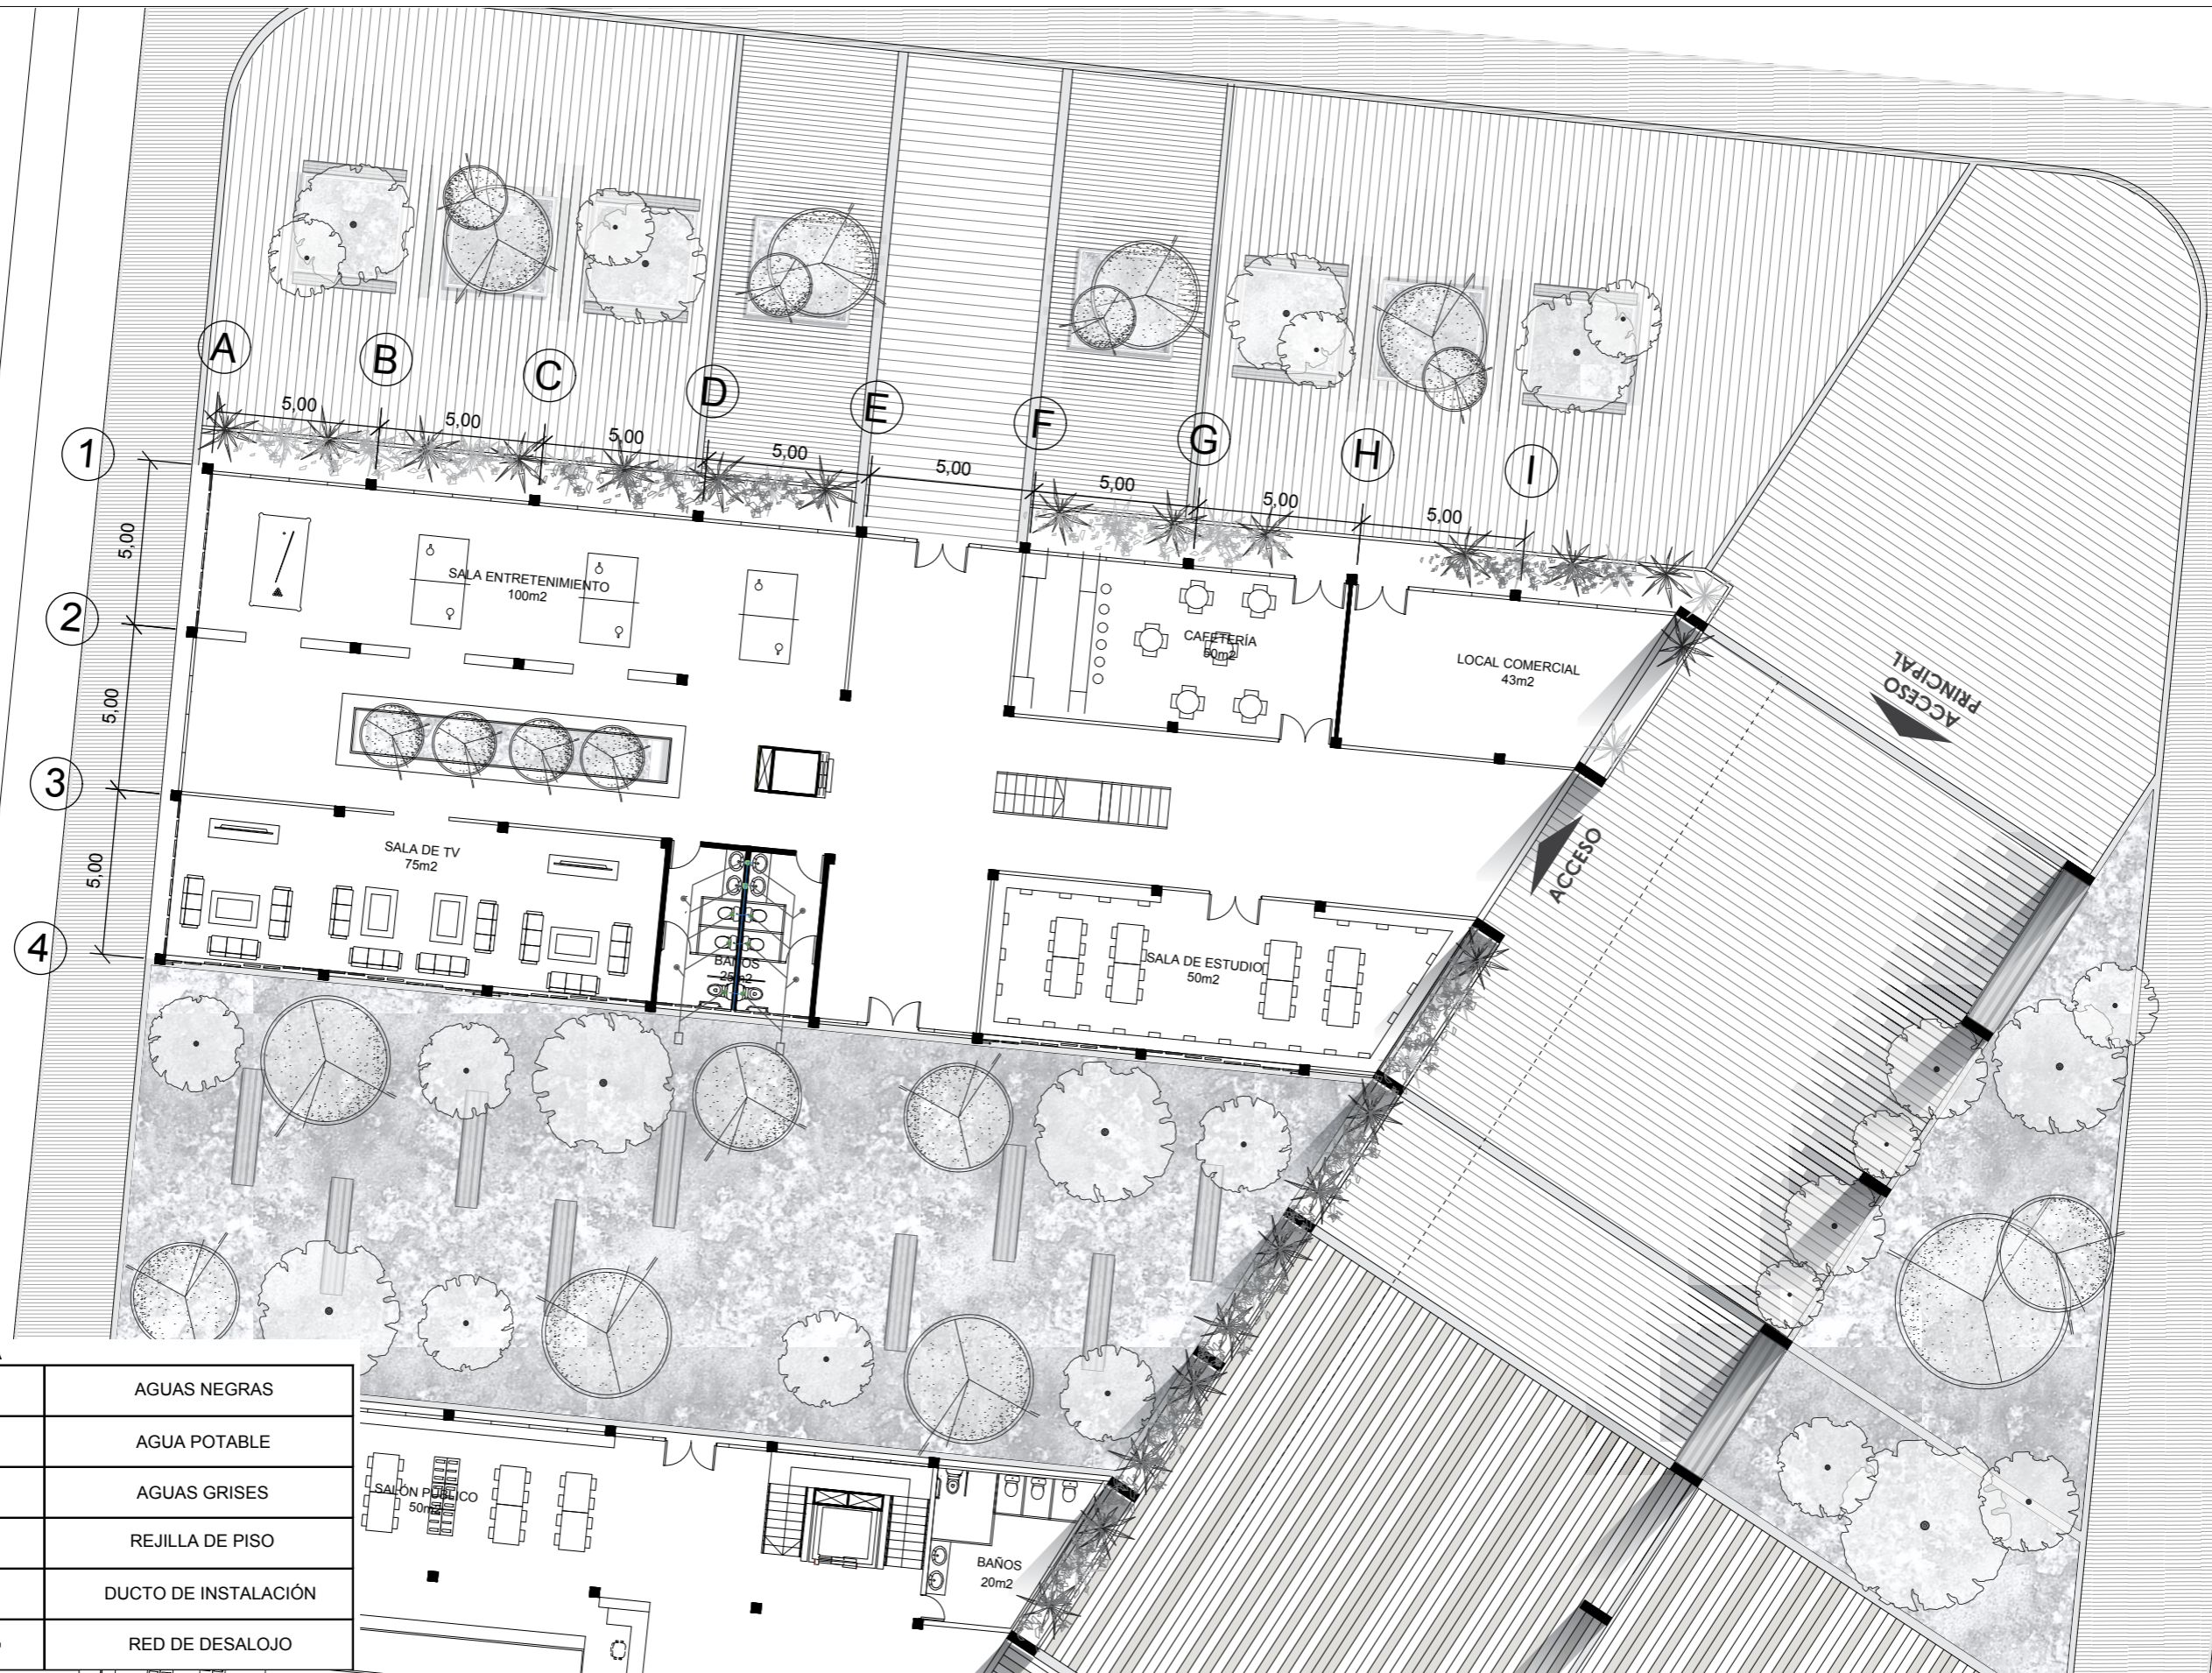 A
B
C
D
E
F
G
H
I
5,00
5,00
5,00
5,00
5,00
5,00
5,00
5,00
1
2
3
4
5,00
5,00
5,00
SALA ENTRETENIMIENTO
100m2
CAFETERÍA
50m2
LOCAL COMERCIAL
43m2
ACCESO
PRINCIPAL
ACCESO
SALA DE TV
75m2
BAÑOS
25m2
SALA DE ESTUDIO
50m2
AGUAS NEGRAS
AGUA POTABLE
AGUAS GRISES
REJILLA DE PISO
DUCTO DE INSTALACIÓN
RED DE DESALOJO
SALÓN PÚBLICO
50m2
BAÑOS
20m2